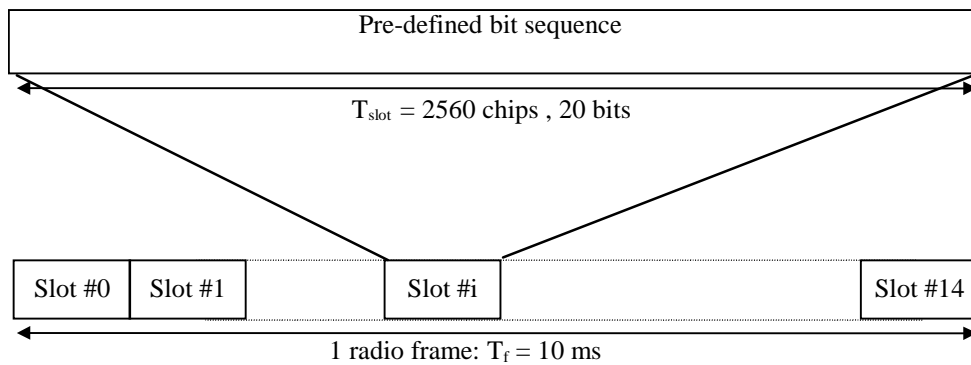 Pre-defined bit sequence
T_slot = 2560 chips , 20 bits
Slot #0 Slot #1 Slot #i Slot #14
1 radio frame: T_f = 10 ms